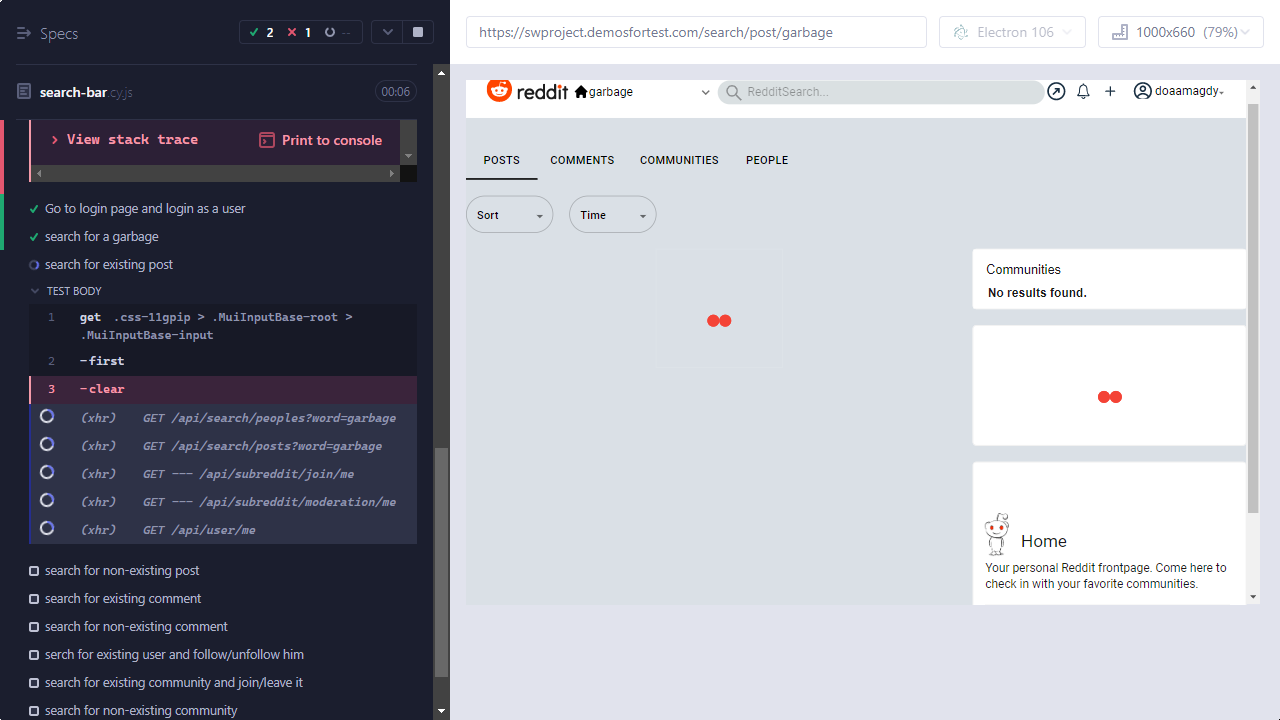 Specs
2
1
--
search-bar.cy.js
00:06
View stack trace
Print to console
Go to login page and login as a user
search for a garbage
search for existing post
TEST BODY
1 get .css-11gpip > .MuiInputBase-root >
.MuiInputBase-input
2 -first
3 -clear
(xhr) GET /api/search/peoples?word=garbage
(xhr) GET /api/search/posts?word=garbage
(xhr) GET --- /api/subreddit/join/me
(xhr) GET --- /api/subreddit/moderation/me
(xhr) GET /api/user/me
search for non-existing post
search for existing comment
search for non-existing comment
serch for existing user and follow/unfollow him
search for existing community and join/leave it
search for non-existing community
https://swproject.demosfortest.com/search/post/garbage
Electron 106
1000x660 (79%)
reddit
garbage
RedditSearch...
doaamagdy
POSTS
COMMENTS
COMMUNITIES
PEOPLE
Sort
Time
Communities
No results found.
Home
Your personal Reddit frontpage. Come here to
check in with your favorite communities.